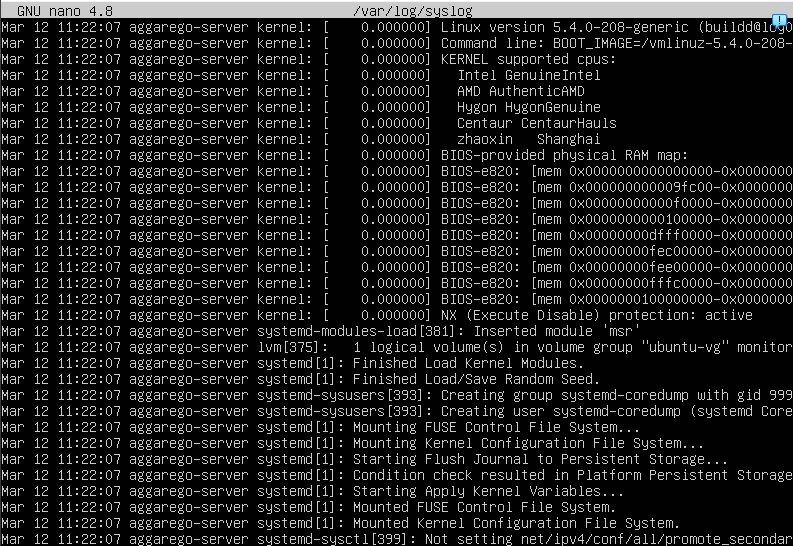 GNU nano 4.8 /var/log/syslog
Mar 12 11:22:07 aggarego-server kernel: [    0.000000] Linux version 5.4.0-208-generic (buildd@lcy0
Mar 12 11:22:07 aggarego-server kernel: [    0.000000] Command line: BOOT_IMAGE=/vmlinuz-5.4.0-208-
Mar 12 11:22:07 aggarego-server kernel: [    0.000000] KERNEL supported cpus:
Mar 12 11:22:07 aggarego-server kernel: [    0.000000]   Intel GenuineIntel
Mar 12 11:22:07 aggarego-server kernel: [    0.000000]   AMD AuthenticAMD
Mar 12 11:22:07 aggarego-server kernel: [    0.000000]   Hygon HygonGenuine
Mar 12 11:22:07 aggarego-server kernel: [    0.000000]   Centaur CentaurHauls
Mar 12 11:22:07 aggarego-server kernel: [    0.000000]   zhaoxin   Shanghai
Mar 12 11:22:07 aggarego-server kernel: [    0.000000] BIOS-provided physical RAM map:
Mar 12 11:22:07 aggarego-server kernel: [    0.000000] BIOS-e820: [mem 0x0000000000000000-0x0000000
Mar 12 11:22:07 aggarego-server kernel: [    0.000000] BIOS-e820: [mem 0x000000000009fc00-0x0000000
Mar 12 11:22:07 aggarego-server kernel: [    0.000000] BIOS-e820: [mem 0x00000000000f0000-0x0000000
Mar 12 11:22:07 aggarego-server kernel: [    0.000000] BIOS-e820: [mem 0x0000000000100000-0x0000000
Mar 12 11:22:07 aggarego-server kernel: [    0.000000] BIOS-e820: [mem 0x00000000dfff0000-0x0000000
Mar 12 11:22:07 aggarego-server kernel: [    0.000000] BIOS-e820: [mem 0x00000000fec00000-0x0000000
Mar 12 11:22:07 aggarego-server kernel: [    0.000000] BIOS-e820: [mem 0x00000000fee00000-0x0000000
Mar 12 11:22:07 aggarego-server kernel: [    0.000000] BIOS-e820: [mem 0x00000000fffc0000-0x0000000
Mar 12 11:22:07 aggarego-server kernel: [    0.000000] BIOS-e820: [mem 0x0000000100000000-0x0000000
Mar 12 11:22:07 aggarego-server kernel: [    0.000000] NX (Execute Disable) protection: active
Mar 12 11:22:07 aggarego-server systemd-modules-load[381]: Inserted module 'msr'
Mar 12 11:22:07 aggarego-server lvm[375]:   1 logical volume(s) in volume group "ubuntu-vg" monitor
Mar 12 11:22:07 aggarego-server systemd[1]: Finished Load Kernel Modules.
Mar 12 11:22:07 aggarego-server systemd[1]: Finished Load/Save Random Seed.
Mar 12 11:22:07 aggarego-server systemd-sysusers[393]: Creating group systemd-coredump with gid 999
Mar 12 11:22:07 aggarego-server systemd-sysusers[393]: Creating user systemd-coredump (systemd Core
Mar 12 11:22:07 aggarego-server systemd[1]: Mounting FUSE Control File System...
Mar 12 11:22:07 aggarego-server systemd[1]: Mounting Kernel Configuration File System...
Mar 12 11:22:07 aggarego-server systemd[1]: Starting Flush Journal to Persistent Storage...
Mar 12 11:22:07 aggarego-server systemd[1]: Condition check resulted in Platform Persistent Storage
Mar 12 11:22:07 aggarego-server systemd[1]: Starting Apply Kernel Variables...
Mar 12 11:22:07 aggarego-server systemd[1]: Mounted FUSE Control File System.
Mar 12 11:22:07 aggarego-server systemd[1]: Mounted Kernel Configuration File System.
Mar 12 11:22:07 aggarego-server systemd-sysctl[399]: Not setting net/ipv4/conf/all/promote_secondar